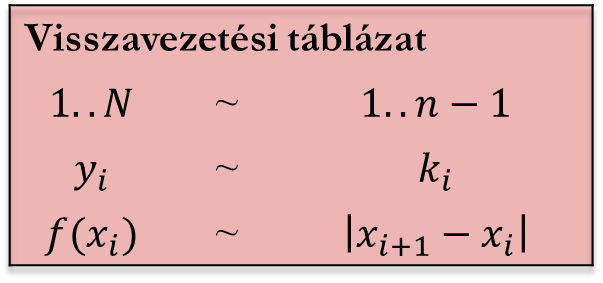 Visszavezetési táblázat
1..N ~ 1..n − 1
yᵢ ~ kᵢ
f(xᵢ) ~ |xᵢ₊₁ − xᵢ|